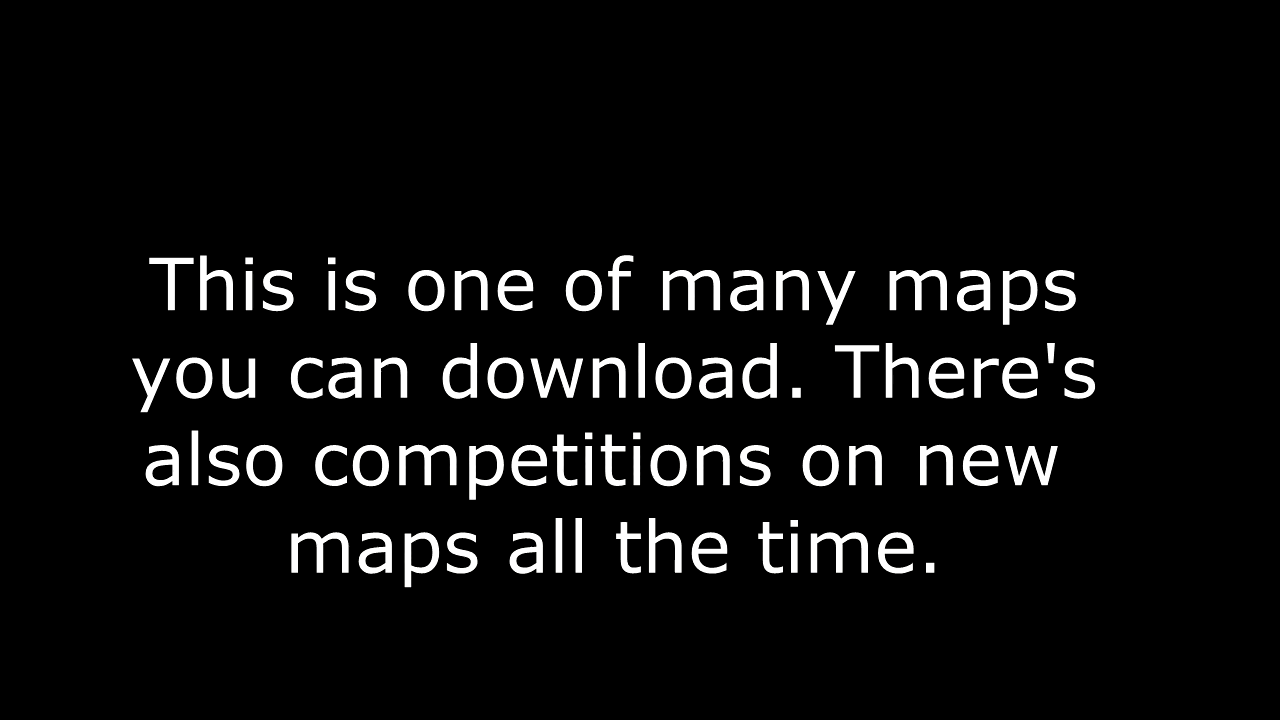 This is one of many maps
you can download. There's
also competitions on new
maps all the time.